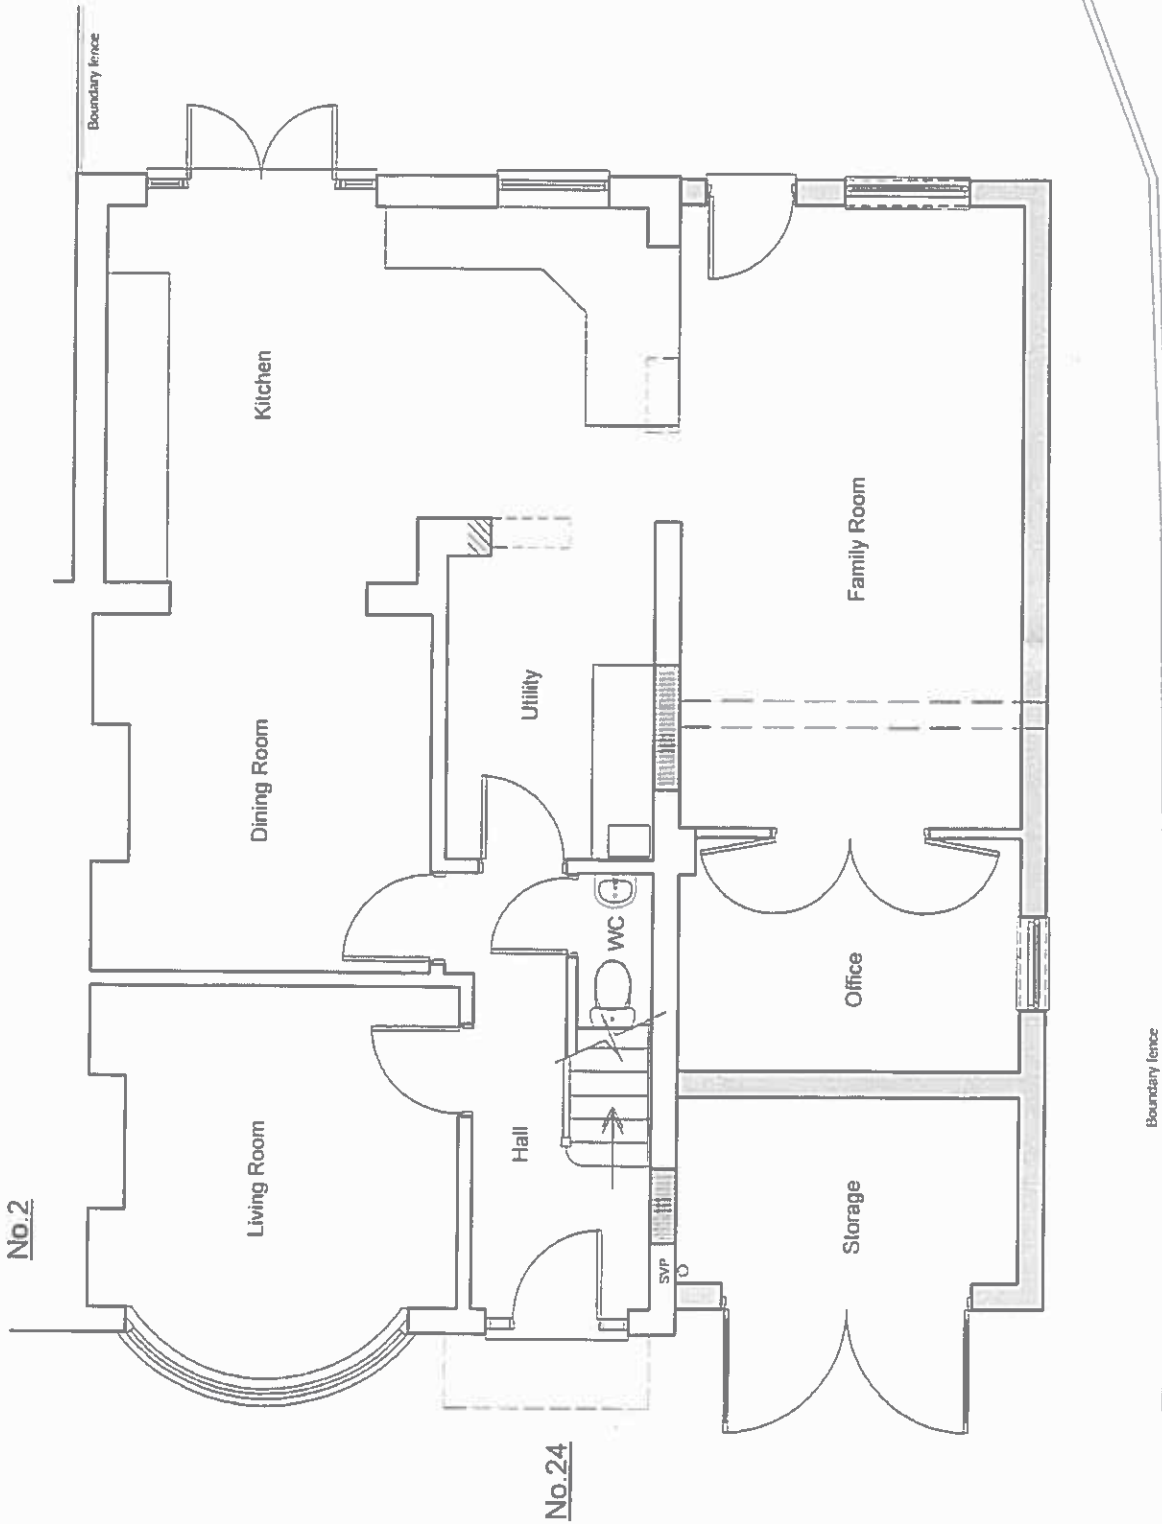 No.2
Boundary fence
Living Room
Dining Room
Kitchen
Hall
Utility
WC
No.24
SVP
Storage
Office
Family Room
Boundary fence